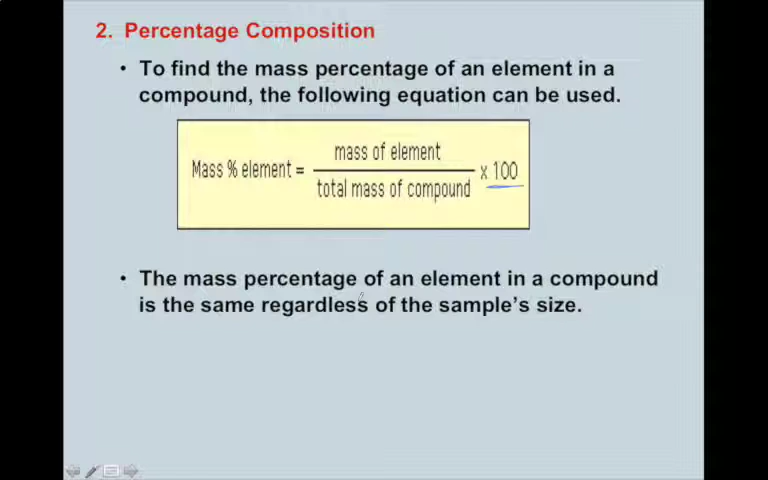 2. Percentage Composition
• To find the mass percentage of an element in a
compound, the following equation can be used.
mass of element
Mass % element = ———— x 100
total mass of compound
• The mass percentage of an element in a compound
is the same regardless of the sample's size.